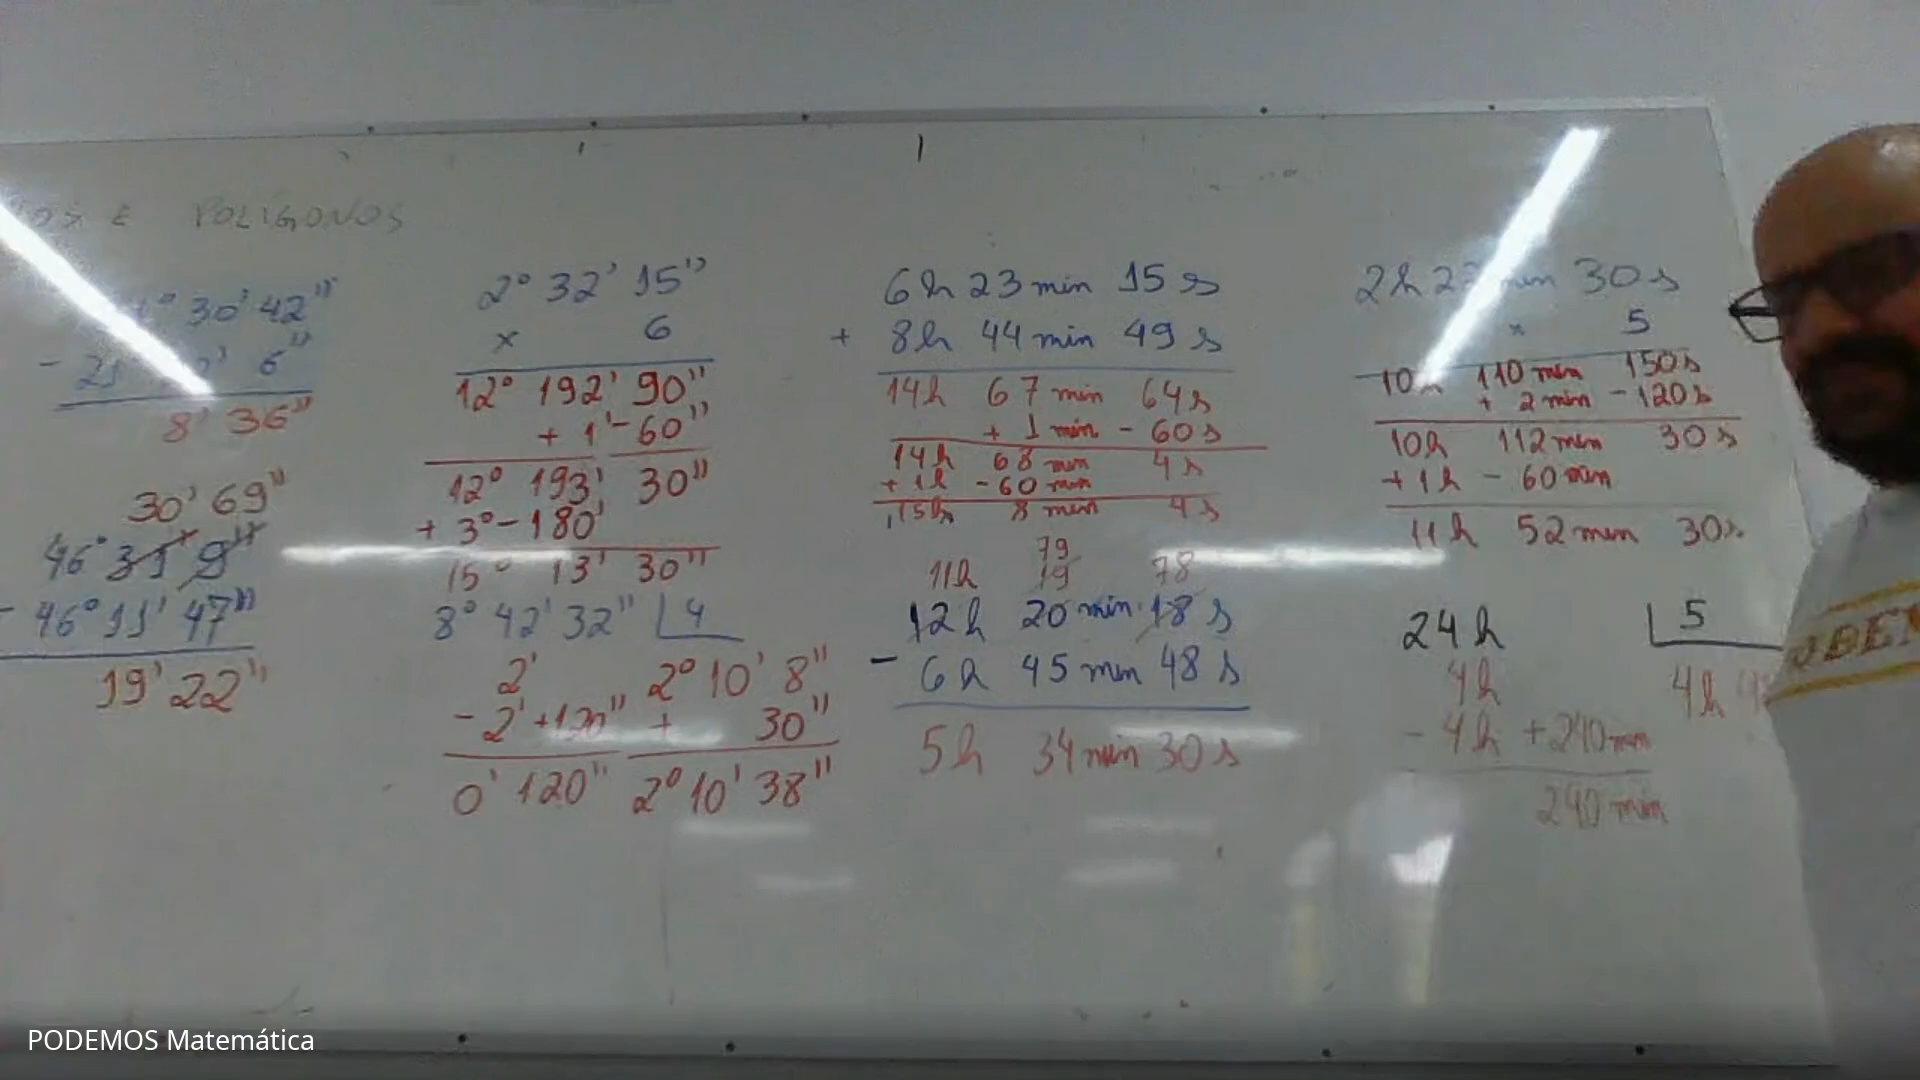 E POLÍGONOS
30' 42"
- 21 6"
8' 36"
30' 69"
46° 31' 9"
- 46° 11' 47"
19' 22"
2° 32' 15"
x 6
12° 192' 90"
+ 1' - 60"
12° 193' 30"
+ 3° - 180'
15° 13' 30"
8° 42' 32" 4
2' 2° 10' 8"
- 2' + 120" + 30"
0' 120" 2° 10' 38"
6h 23 min 15 s
+ 8h 44 min 49 s
14h 67 min 64 s
+ 1 min - 60 s
14h 68 min 4 s
+ 1h - 60 min
15h 8 min 4 s
79
11h 19 78
12h 20 min 18 s
- 6h 45 min 48 s
5h 34 min 30 s
2h 2 min 30 s
x 5
10h 110 min 150 s
+ 2 min - 120 s
10h 112 min 30 s
+ 1h - 60 min
11h 52 min 30 s
24h 5
4h 4h
- 4h + 240 min
240 min
PODEMOS Matemática